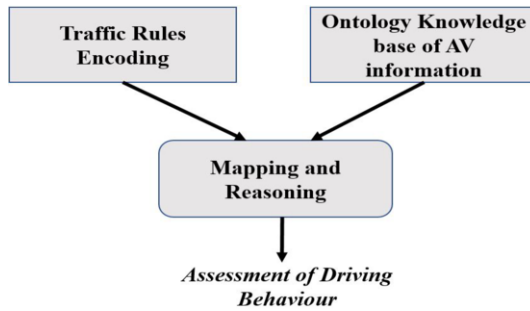 Traffic Rules
Encoding
Ontology Knowledge
base of AV
information
Mapping and
Reasoning
Assessment of Driving
Behaviour